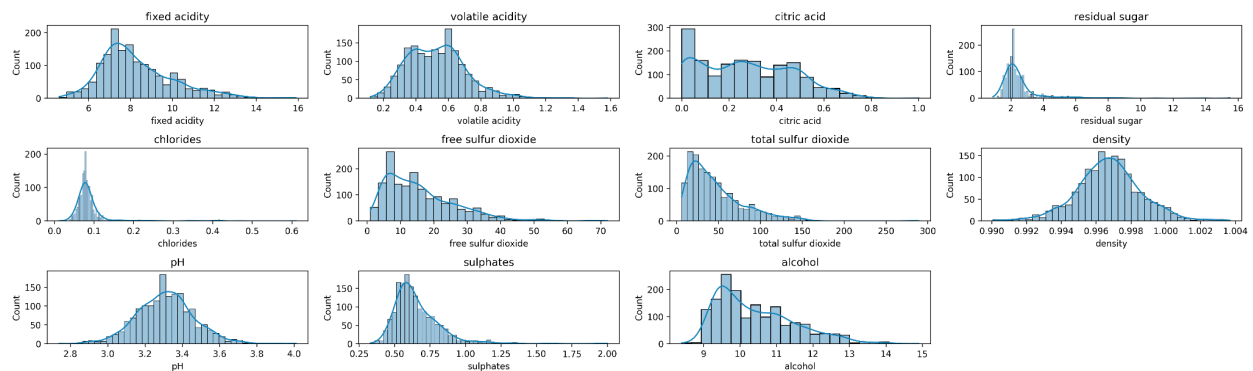 fixed acidity
volatile acidity
citric acid
residual sugar
Count
200
100
0
6 8 10 12 14 16
fixed acidity
Count
150
100
50
0
0.2 0.4 0.6 0.8 1.0 1.2 1.4 1.6
volatile acidity
Count
300
200
100
0
0.0 0.2 0.4 0.6 0.8 1.0
citric acid
Count
200
100
0
2 4 6 8 10 12 14 16
residual sugar
chlorides
free sulfur dioxide
total sulfur dioxide
density
Count
200
100
0
0.0 0.1 0.2 0.3 0.4 0.5 0.6
chlorides
Count
200
100
0
0 10 20 30 40 50 60 70
free sulfur dioxide
Count
200
100
0
0 50 100 150 200 250 300
total sulfur dioxide
Count
150
100
50
0
0.990 0.992 0.994 0.996 0.998 1.000 1.002 1.004
density
pH
sulphates
alcohol
Count
150
100
50
0
2.8 3.0 3.2 3.4 3.6 3.8 4.0
pH
Count
150
100
50
0
0.25 0.50 0.75 1.00 1.25 1.50 1.75 2.00
sulphates
Count
200
100
0
9 10 11 12 13 14 15
alcohol